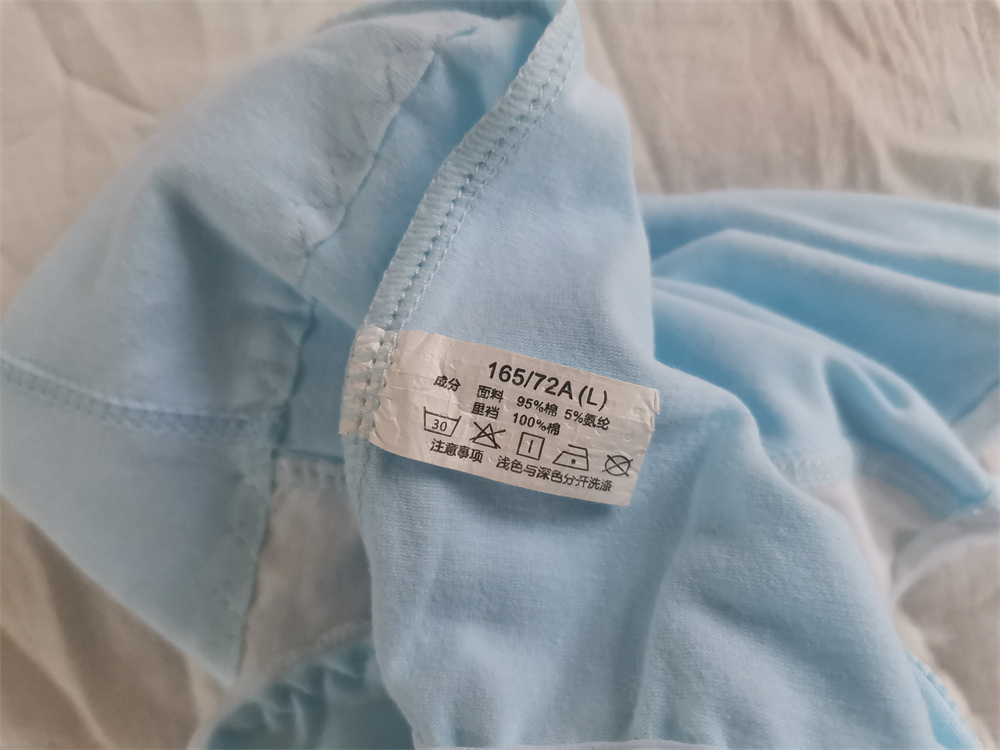 165/72A(L)
成分 面料 95%棉 5%氨纶
里裆 100%棉
30
注意事项 浅色与深色分开洗涤